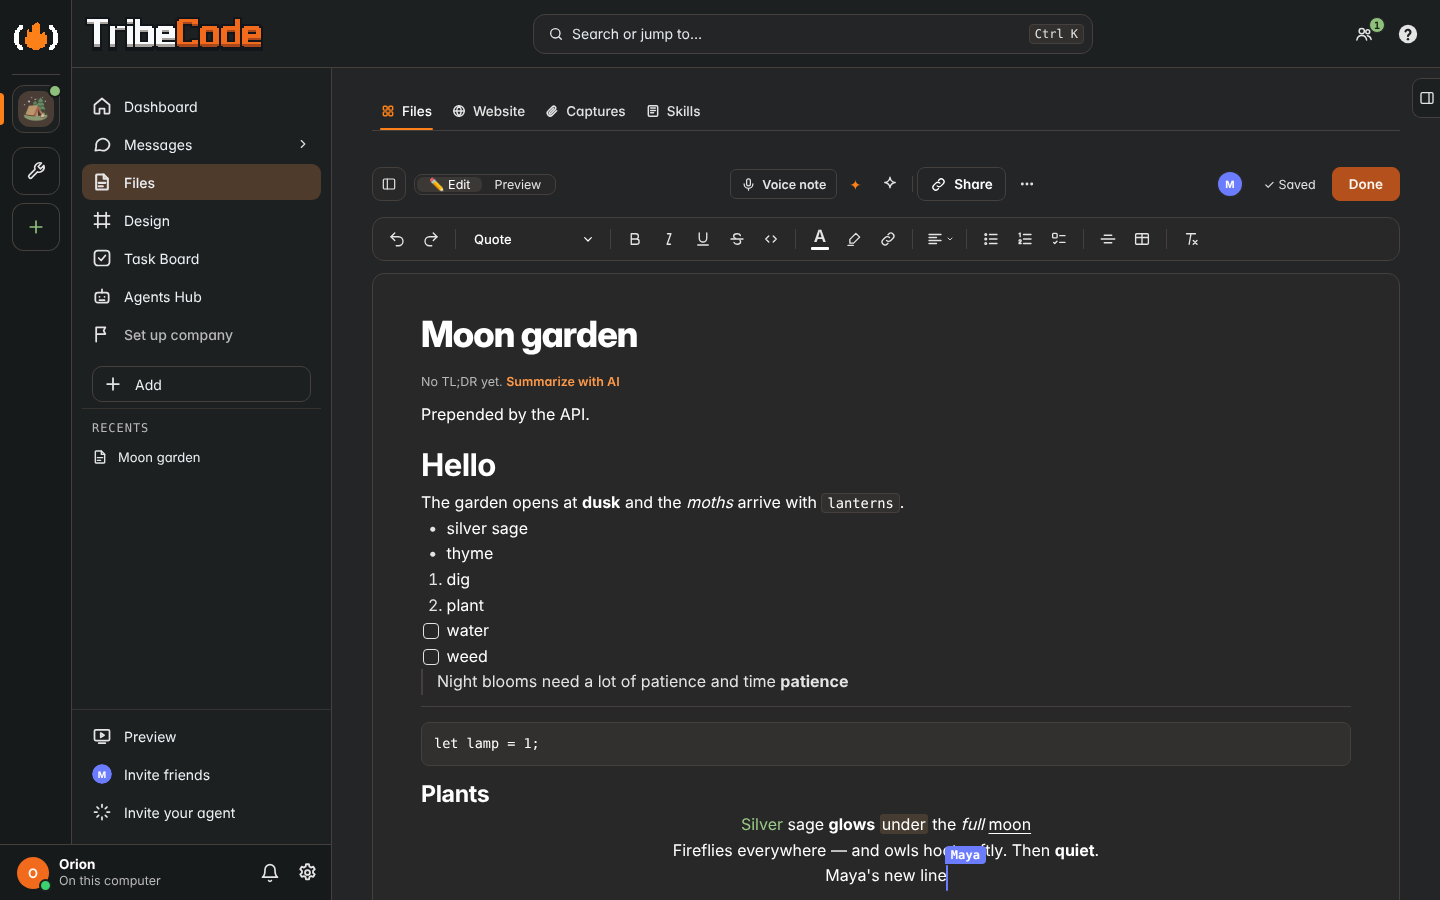 TribeCode
Search or jump to...
Ctrl K
1
Dashboard
Messages
Files
Design
Task Board
Agents Hub
Set up company
Add
RECENTS
Moon garden
Preview
M
Invite friends
Invite your agent
O
Orion
On this computer
Files
Website
Captures
Skills
✏️ Edit
Preview
Voice note
Share
M
✓ Saved
Done
Quote
B
I
U
S
A
Tx
Moon garden
No TL;DR yet. Summarize with AI
Prepended by the API.
Hello
The garden opens at dusk and the moths arrive with lanterns.
• silver sage
• thyme
1. dig
2. plant
water
weed
Night blooms need a lot of patience and time patience
let lamp = 1;
Plants
Silver sage glows under the full moon
Fireflies everywhere — and owls tly. Then quiet.
Maya
Maya's new line